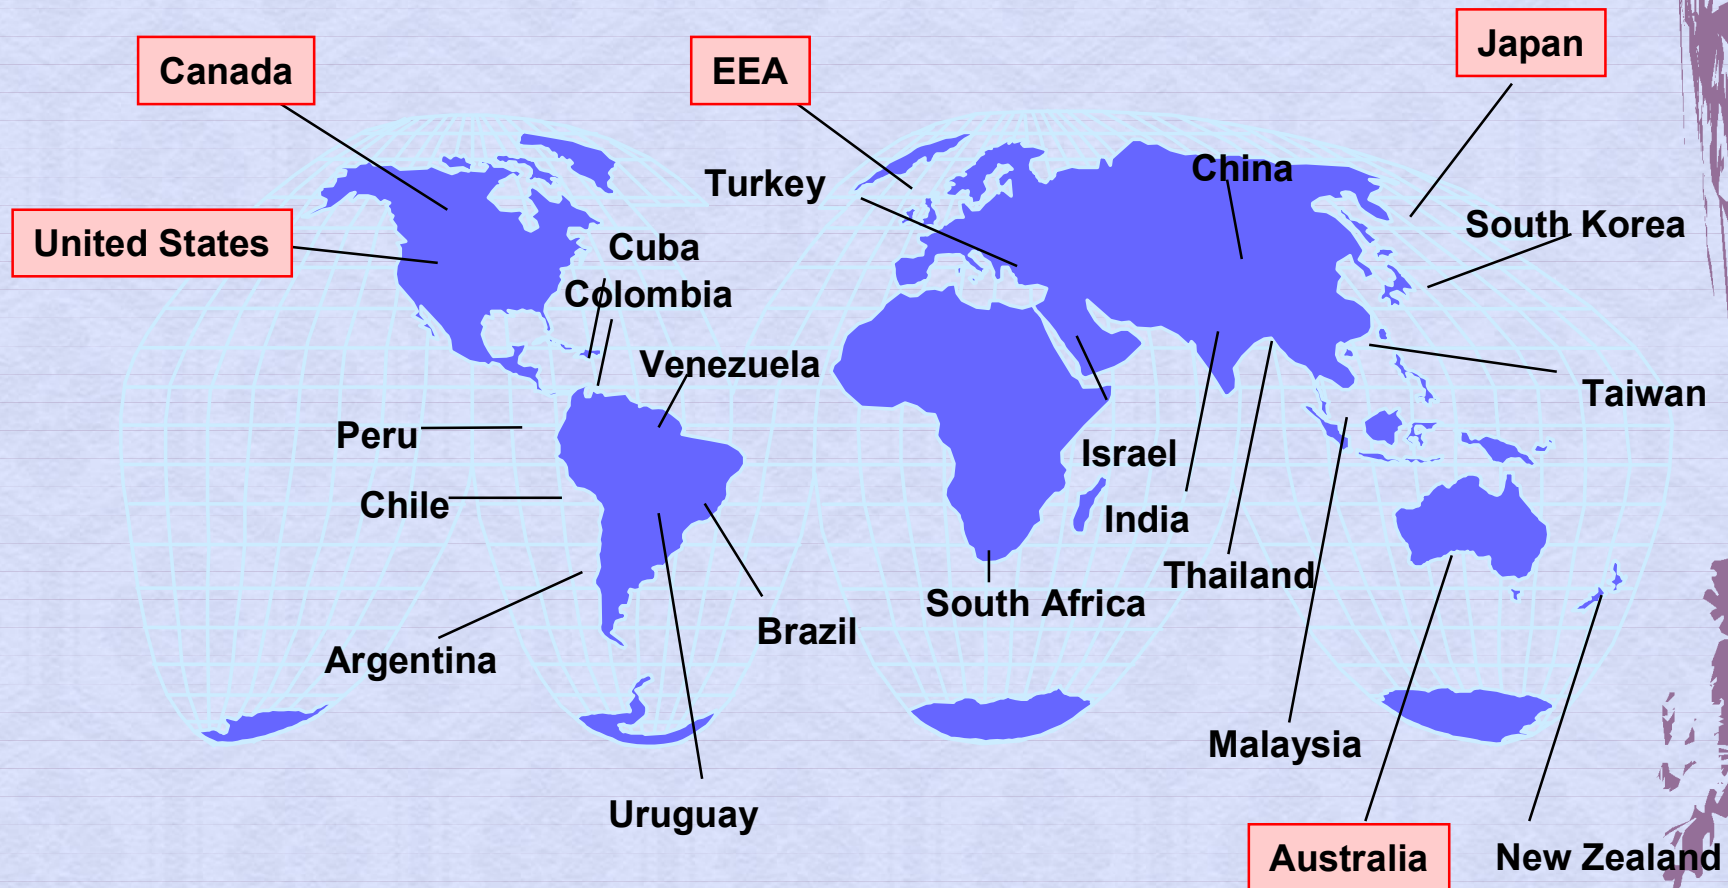 Japan
Canada
EEA
China
Turkey
South Korea
United States
Cuba
Colombia
Venezuela
Taiwan
Peru
Israel
Chile
India
Thailand
South Africa
Brazil
Argentina
Malaysia
Uruguay
Australia
New Zealand